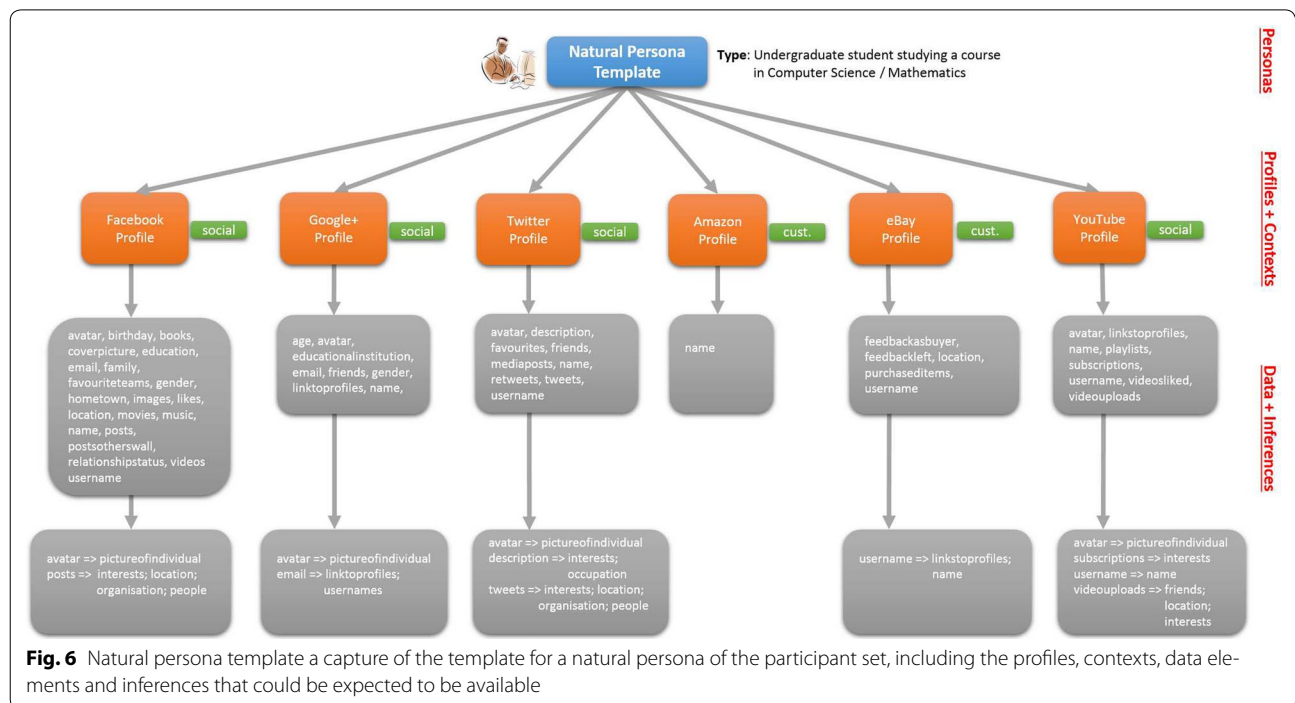 Natural Persona
Template
Type: Undergraduate student studying a course
in Computer Science / Mathematics
Personas
Profiles + Contexts
Facebook
Profile
social
Google+
Profile
social
Twitter
Profile
social
Amazon
Profile
cust.
eBay
Profile
cust.
YouTube
Profile
social
avatar, birthday, books,
coverpicture, education,
email, family,
favouriteteams, gender,
hometown, images, likes,
location, movies, music,
name, posts,
postsotherswall,
relationshipstatus, videos
username
age, avatar,
educationalinstitution,
email, friends, gender,
linktoprofiles, name,
avatar, description,
favourites, friends,
mediaposts, name,
retweets, tweets,
username
name
feedbackasbuyer,
feedbackleft, location,
purchaseditems,
username
avatar, linkstoprofiles,
name, playlists,
subscriptions,
username, videosliked,
videouploads
Data + Inferences
avatar => pictureofindividual
posts => interests; location;
organisation; people
avatar => pictureofindividual
email => linktoprofiles;
usernames
avatar => pictureofindividual
description => interests;
occupation
tweets => interests; location;
organisation; people
username => linkstoprofiles;
name
avatar => pictureofindividual
subscriptions => interests
username => name
videouploads => friends;
location;
interests
Fig. 6 Natural persona template a capture of the template for a natural persona of the participant set, including the profiles, contexts, data ele-
ments and inferences that could be expected to be available